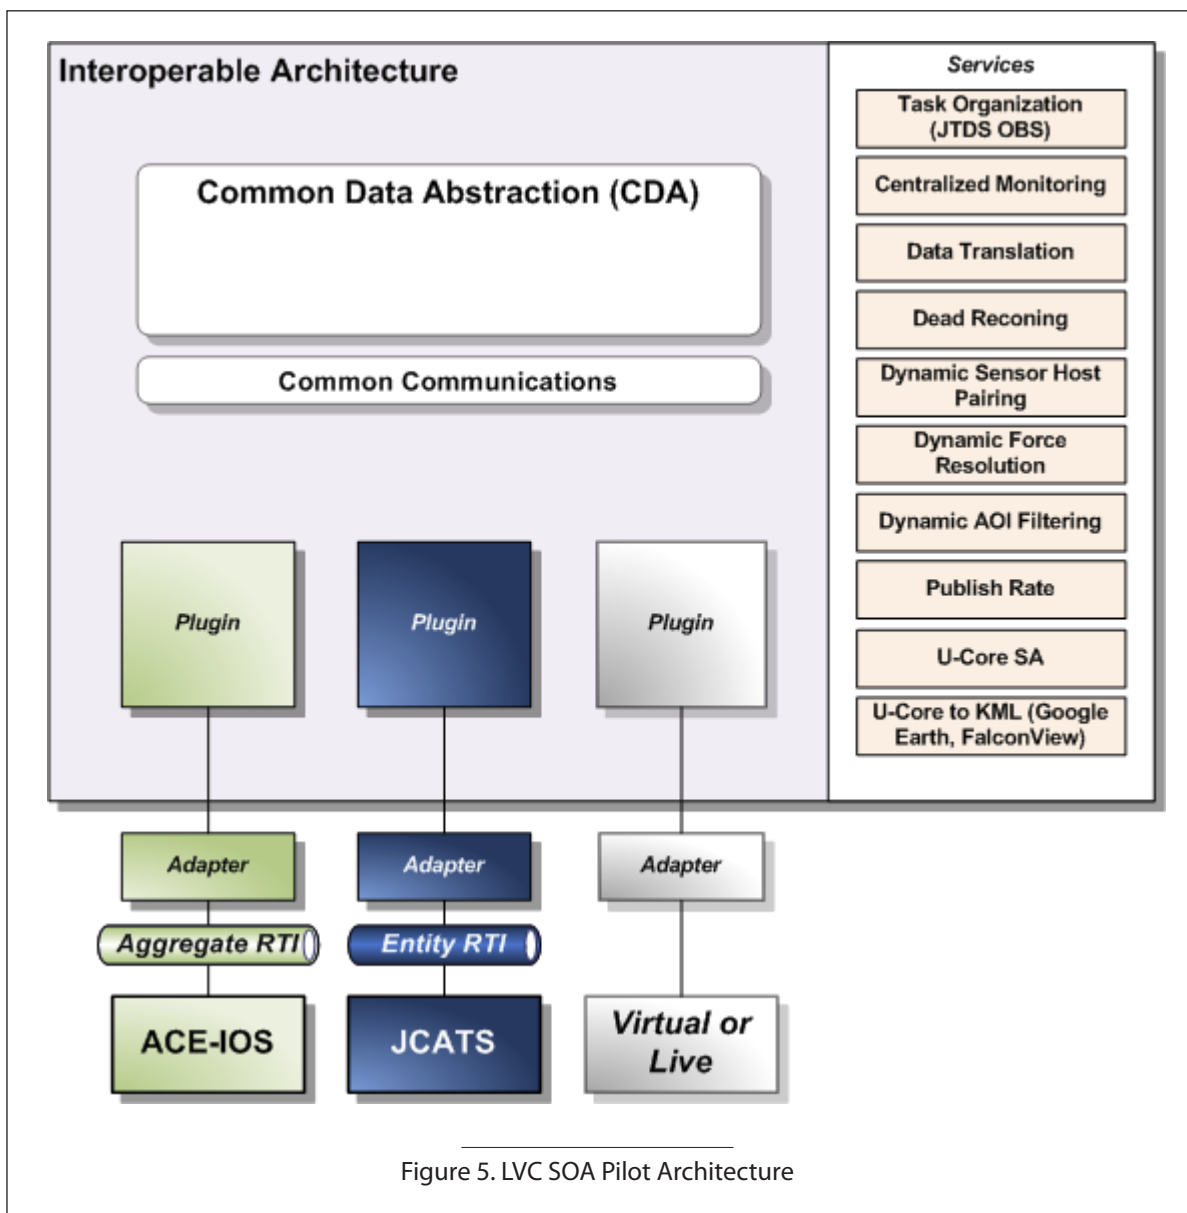 Interoperable Architecture
Common Data Abstraction (CDA)
Common Communications
Plugin
Plugin
Plugin
Services
Task Organization
(JTDS OBS)
Centralized Monitoring
Data Translation
Dead Reconing
Dynamic Sensor Host
Pairing
Dynamic Force
Resolution
Dynamic AOI Filtering
Publish Rate
U-Core SA
U-Core to KML (Google
Earth, FalconView)
Adapter
Adapter
Adapter
Aggregate RTI
Entity RTI
ACE-IOS
JCATS
Virtual or
Live
Figure 5. LVC SOA Pilot Architecture